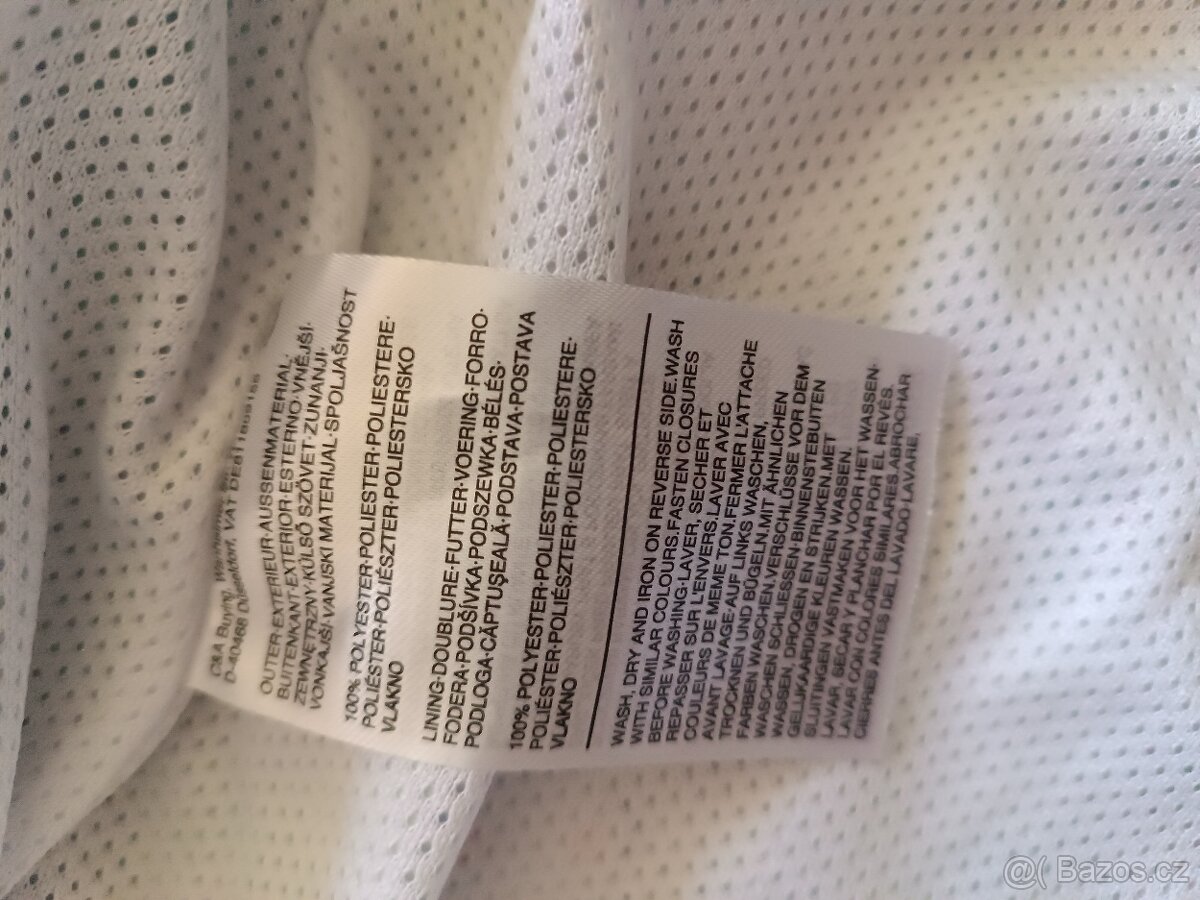 C&A Buying,
D-40468 Düsseldorf. VAT
OUTER·EXTERIEUR·AUSSENMATERIAL·
BUITENKANT·EXTERIOR·ESTERNO·VNĚJŠÍ·
ZEWNĘTRZNY·KÜLSŐ SZÖVET·ZUNANJI·
VONKAJŠÍ·VANJSKI MATERIJAL·SPOLJAŠNOST
100% POLYESTER·POLIESTER·POLIESTERE·
POLIÉSTER·POLIÉSZTER·POLIESTERSKO
VLAKNO
LINING·DOUBLURE·FUTTER·VOERING·FORRO·
FODERA·PODŠÍVKA·PODSZEWKA·BÉLÉS·
PODLOGA·CĂPTUŞEALĂ·PODSTAVA·POSTAVA
100% POLYESTER·POLIESTER·POLIESTERE·
POLIÉSTER·POLIÉSZTER·POLIESTERSKO
VLAKNO
WASH, DRY AND IRON ON REVERSE SIDE.WASH
WITH SIMILAR COLOURS.FASTEN CLOSURES
BEFORE WASHING·LAVER, SECHER ET
REPASSER SUR L'ENVERS,LAVER AVEC
COULEURS DE MEME TON.FERMER L'ATTACHE
AVANT LAVAGE·AUF LINKS WASCHEN,
TROCKNEN UND BÜGELN.MIT ÄHNLICHEN
FARBEN WASCHEN.VERSCHLÜSSE VOR DEM
WASCHEN SCHLIESSEN·BINNENSTEBUITEN
WASSEN, DROGEN EN STRIJKEN.MET
GELIJKAARDIGE KLEUREN WASSEN.
SLUITINGEN VASTMAKEN VOOR HET WASSEN·
LAVAR, SECAR Y PLANCHAR POR EL REVÉS.
LAVAR CON COLORES SIMILARES.ABROCHAR
CIERRES ANTES DEL LAVADO·LAVARE,
@( Bazos.cz